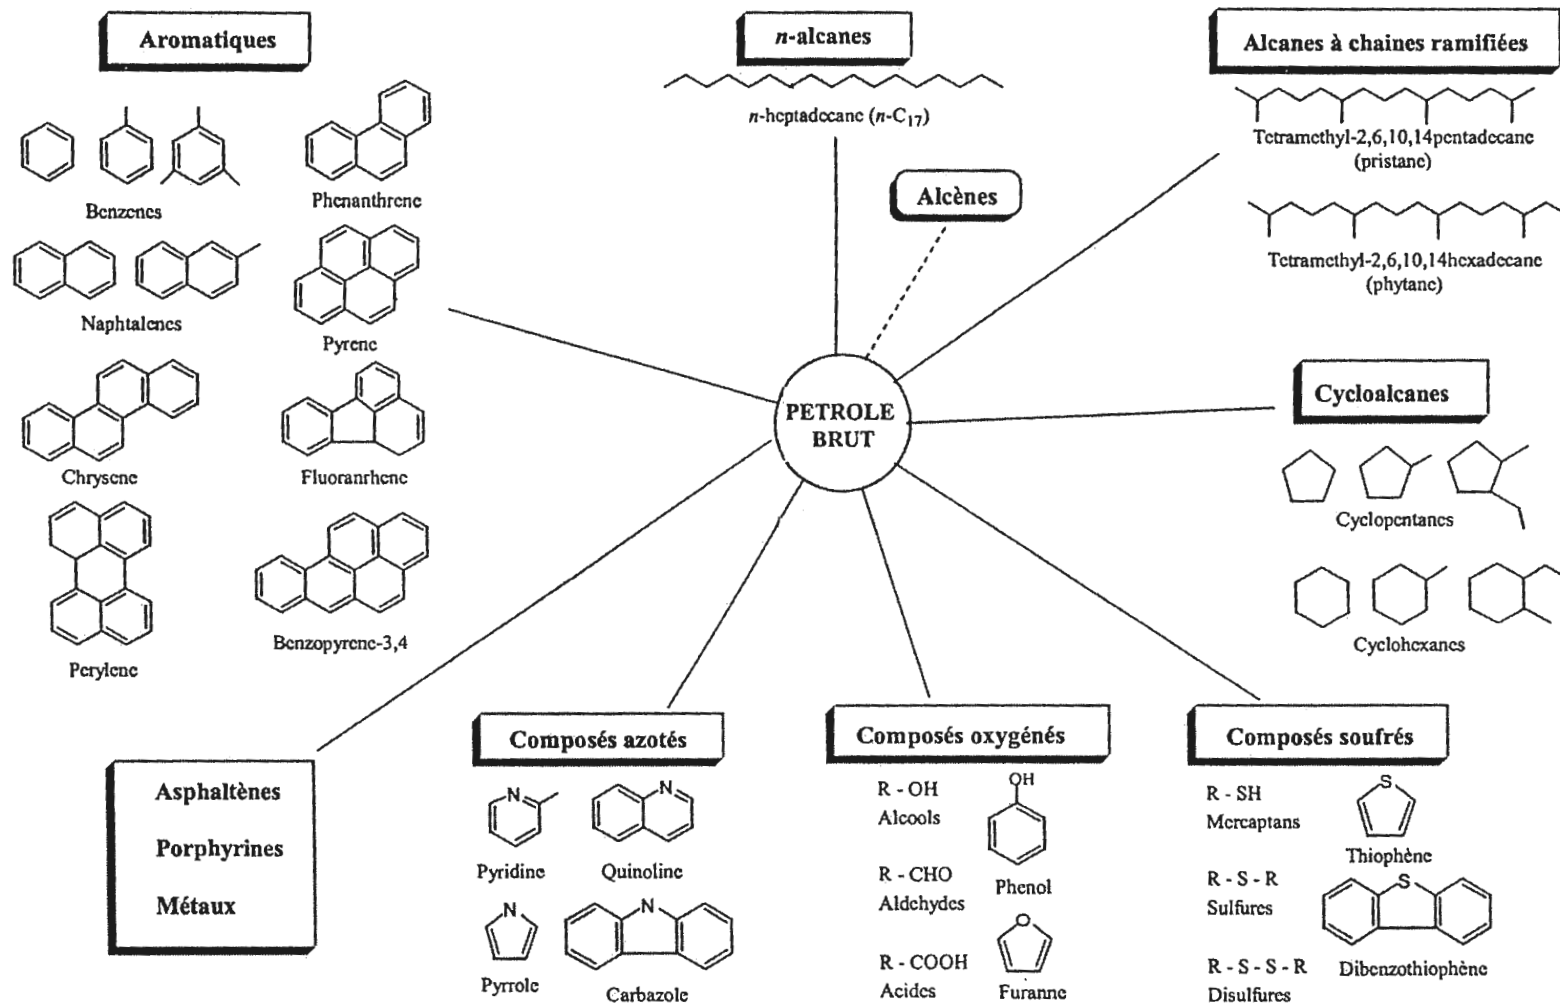 Aromatiques
Benzenes
Phenanthrene
Naphtalenes
Pyrene
Chrysene
Fluoranrhene
Perylene
Benzopyrene-3,4
n-alcanes
n-heptadecane (n-C17)
Alcènes
Alcanes à chaines ramifiées
Tetramethyl-2,6,10,14pentadecane
(pristane)
Tetramethyl-2,6,10,14hexadecane
(phytane)
PETROLE
BRUT
Cycloalcanes
Cyclopentanes
Cyclohexanes
Asphaltènes
Porphyrines
Métaux
Composés azotés
N
Pyridine
N
Quinoline
N
Pyrrole
N
Carbazole
Composés oxygénés
R - OH
Alcools
OH
Phenol
R - CHO
Aldehydes
R - COOH
Acides
O
Furanne
Composés soufrés
R - SH
Mercaptans
S
Thiophène
R - S - R
Sulfures
S
Dibenzothiophène
R - S - S - R
Disulfures